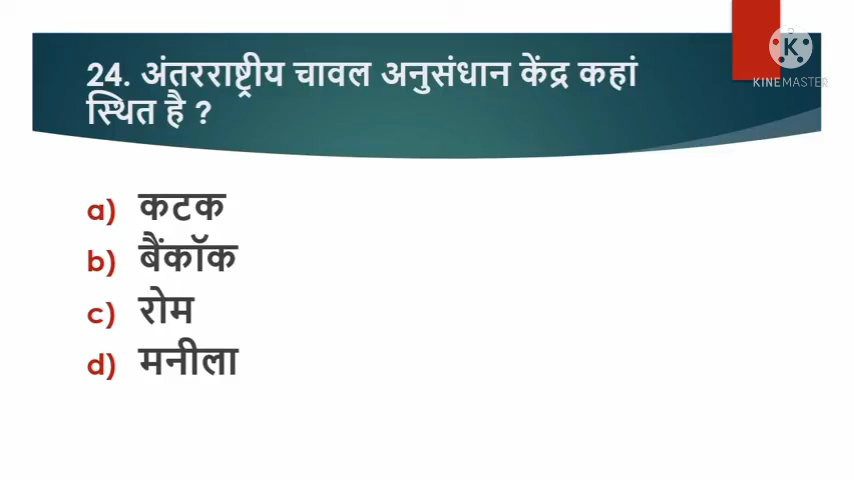 24. अंतरराष्ट्रीय चावल अनुसंधान केंद्र कहां
स्थित है ?
K
KINEMASTER
a) कटक
b) बैंकॉक
c) रोम
d) मनीला